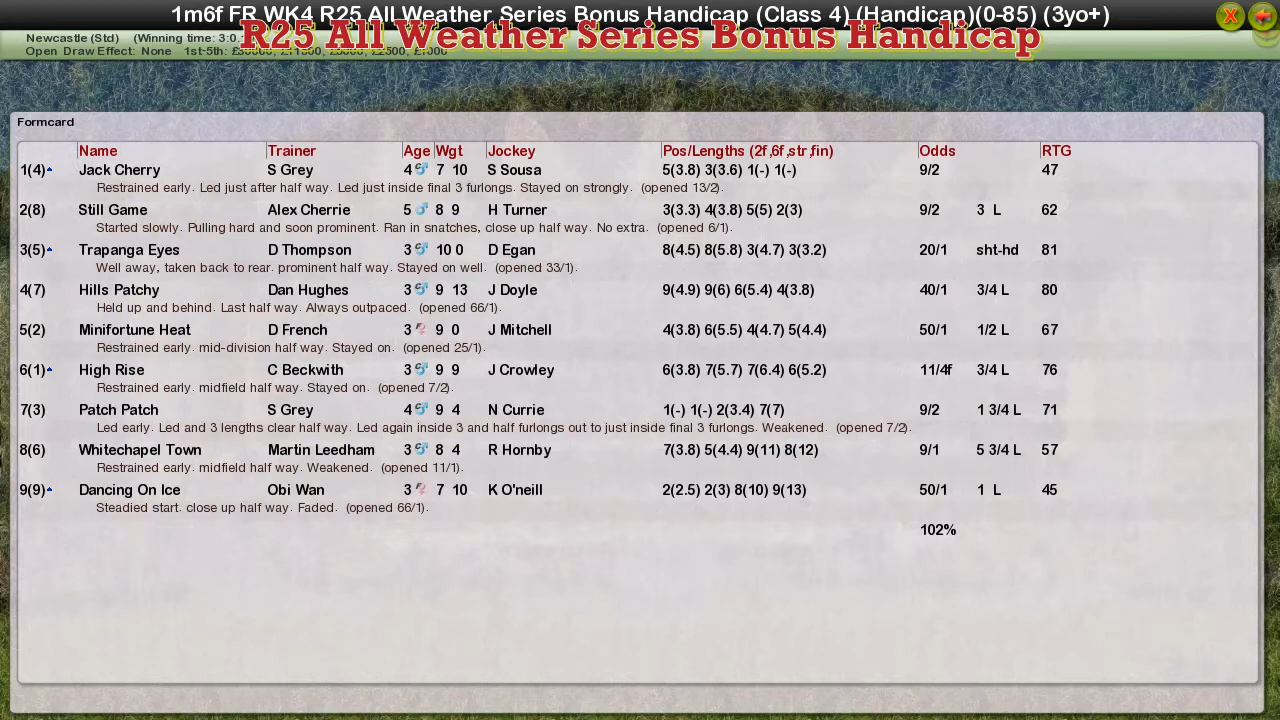 1m6f FR WK4 R25 All Weather Series Bonus Handicap (Class 4) (Handicap)(0-85) (3yo+)
R25 All Weather Series Bonus Handicap
Newcastle (Std) (Winning time: 3:0.
Open Draw Effect: None 1st-5th:
Formcard
Name Trainer Age Wgt Jockey Pos/Lengths (2f,6f,str,fin) Odds RTG
1(4) Jack Cherry S Grey 4 7 10 S Sousa 5(3.8) 3(3.6) 1(-) 1(-) 9/2 47
Restrained early. Led just after half way. Led just inside final 3 furlongs. Stayed on strongly. (opened 13/2).
2(8) Still Game Alex Cherrie 5 8 9 H Turner 3(3.3) 4(3.8) 5(5) 2(3) 9/2 3 L 62
Started slowly. Pulling hard and soon prominent. Ran in snatches, close up half way. No extra. (opened 6/1).
3(5) Trapanga Eyes D Thompson 3 10 0 D Egan 8(4.5) 8(5.8) 3(4.7) 3(3.2) 20/1 sht-hd 81
Well away, taken back to rear. prominent half way. Stayed on well. (opened 33/1).
4(7) Hills Patchy Dan Hughes 3 9 13 J Doyle 9(4.9) 9(6) 6(5.4) 4(3.8) 40/1 3/4 L 80
Held up and behind. Last half way. Always outpaced. (opened 66/1).
5(2) Minifortune Heat D French 3 9 0 J Mitchell 4(3.8) 6(5.5) 4(4.7) 5(4.4) 50/1 1/2 L 67
Restrained early. mid-division half way. Stayed on. (opened 25/1).
6(1) High Rise C Beckwith 3 9 9 J Crowley 6(3.8) 7(5.7) 7(6.4) 6(5.2) 11/4f 3/4 L 76
Restrained early. midfield half way. Stayed on. (opened 7/2).
7(3) Patch Patch S Grey 4 9 4 N Currie 1(-) 1(-) 2(3.4) 7(7) 9/2 1 3/4 L 71
Led early. Led and 3 lengths clear half way. Led again inside 3 and half furlongs out to just inside final 3 furlongs. Weakened. (opened 7/2).
8(6) Whitechapel Town Martin Leedham 3 8 4 R Hornby 7(3.8) 5(4.4) 9(11) 8(12) 9/1 5 3/4 L 57
Restrained early. midfield half way. Weakened. (opened 11/1).
9(9) Dancing On Ice Obi Wan 3 7 10 K O'neill 2(2.5) 2(3) 8(10) 9(13) 50/1 1 L 45
Steadied start. close up half way. Faded. (opened 66/1).
102%